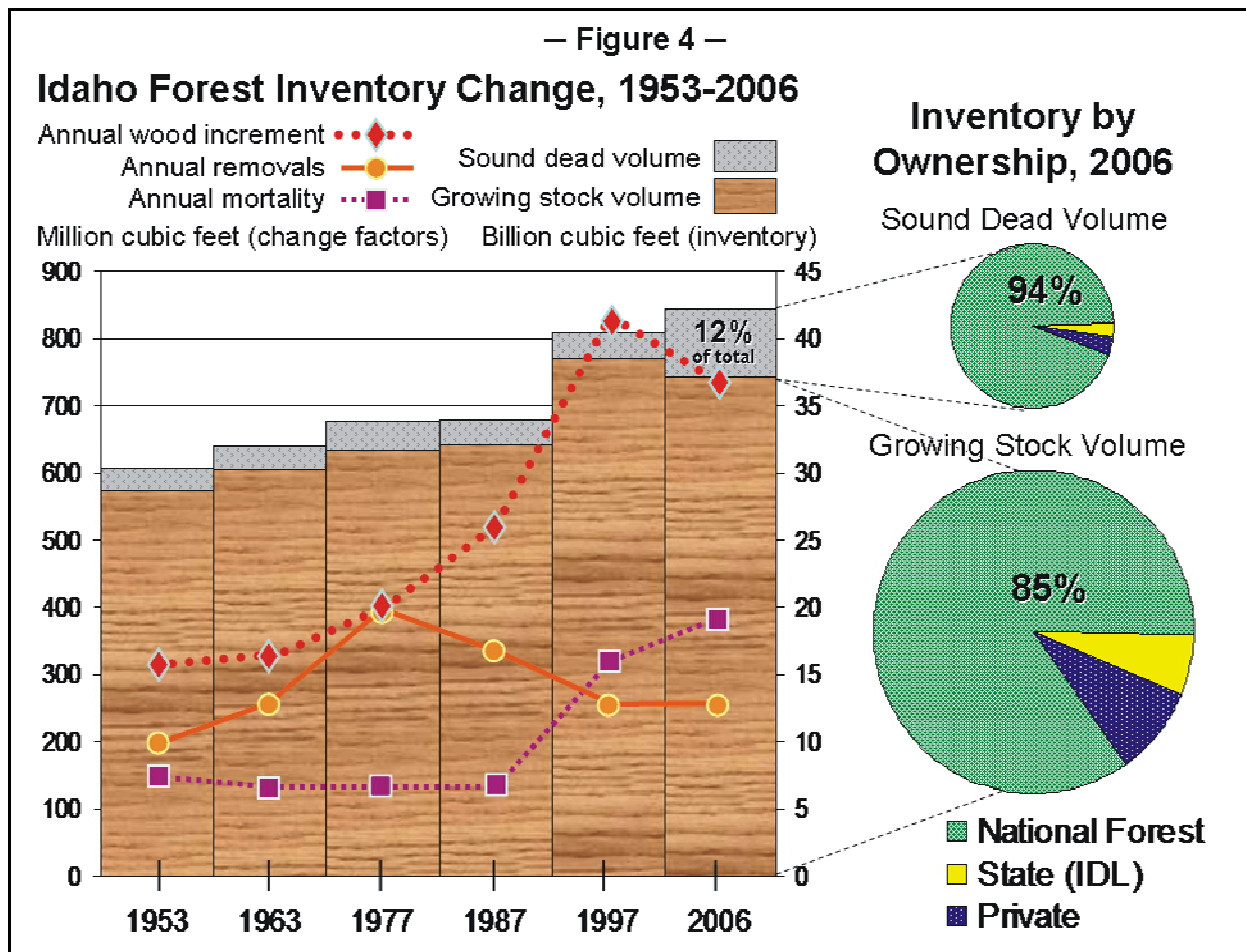 — Figure 4 —
Idaho Forest Inventory Change, 1953-2006
Annual wood increment
Annual removals
Annual mortality
Sound dead volume
Growing stock volume
Million cubic feet (change factors)
Billion cubic feet (inventory)
900
800
700
600
500
400
300
200
100
0
45
40
35
30
25
20
15
10
5
0
12%
of total
1953 1963 1977 1987 1997 2006
Inventory by
Ownership, 2006
Sound Dead Volume
94%
Growing Stock Volume
85%
National Forest
State (IDL)
Private